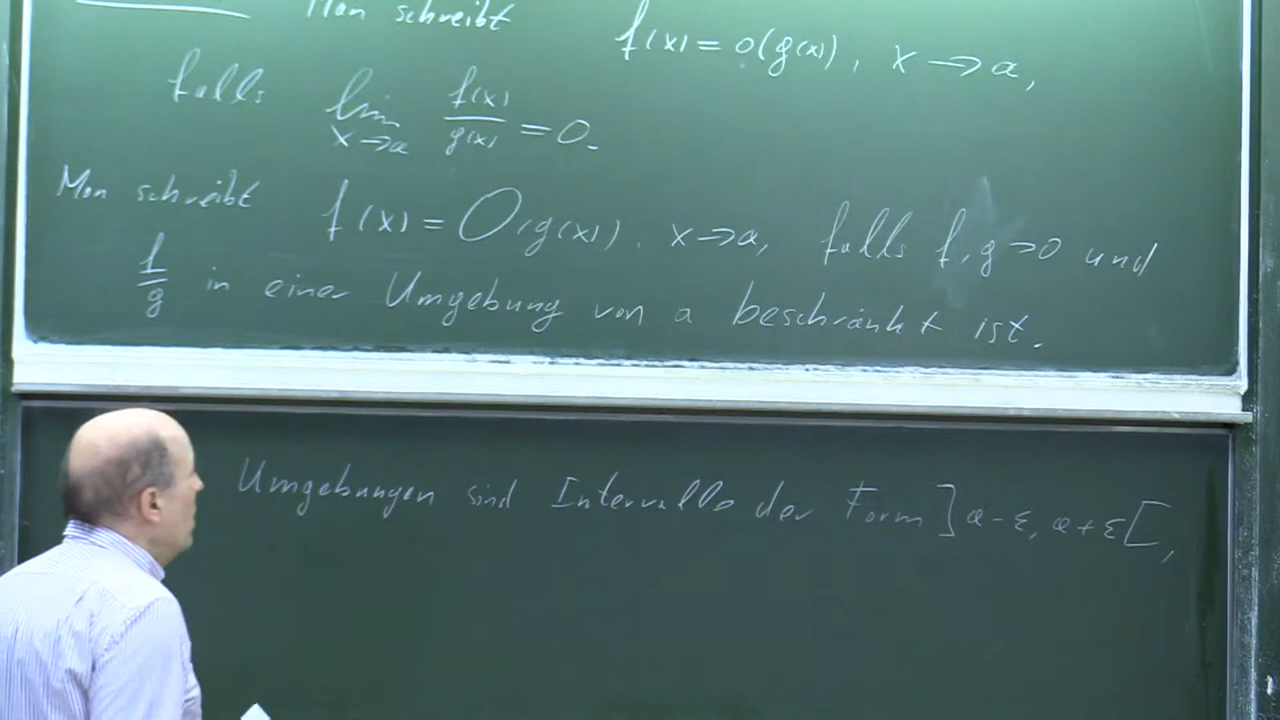 Man schreibt f(x) = o(g(x)), x → a,
falls lim x→a f(x)/g(x) = 0.
Man schreibt f(x) = O(g(x)), x → a, falls f, g > 0 und
f/g in einer Umgebung von a beschränkt ist.
Umgebungen sind Intervalle der Form ]a-ε, a+ε[,